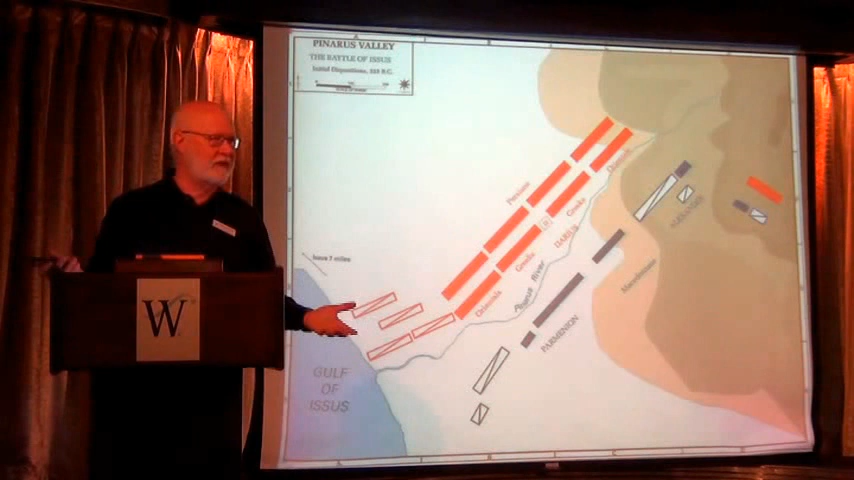 PINARUS VALLEY
THE BATTLE OF ISSUS
Initial Dispositions, 333 B.C.
Persians
Greeks
DARIUS
Greeks
Issus 7 miles
Pinarus River
ALEXANDER
Macedonians
PARMENION
GULF
OF
ISSUS
W